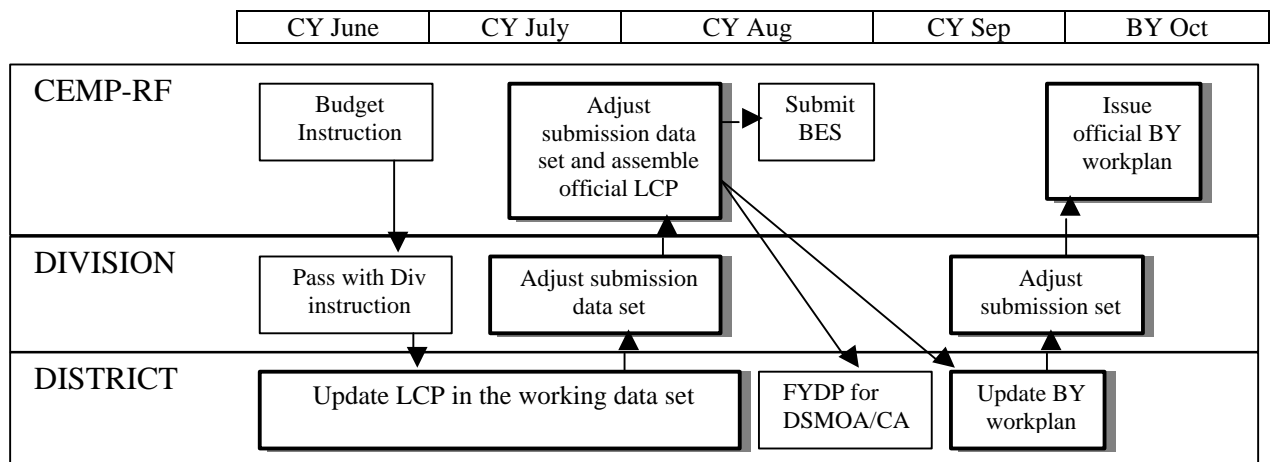 CY June CY July CY Aug CY Sep BY Oct
CEMP-RF
Budget
Instruction
Adjust
submission data
set and assemble
official LCP
Submit
BES
Issue
official BY
workplan
DIVISION
Pass with Div
instruction
Adjust submission
data set
Adjust
submission set
DISTRICT
Update LCP in the working data set
FYDP for
DSMOA/CA
Update BY
workplan